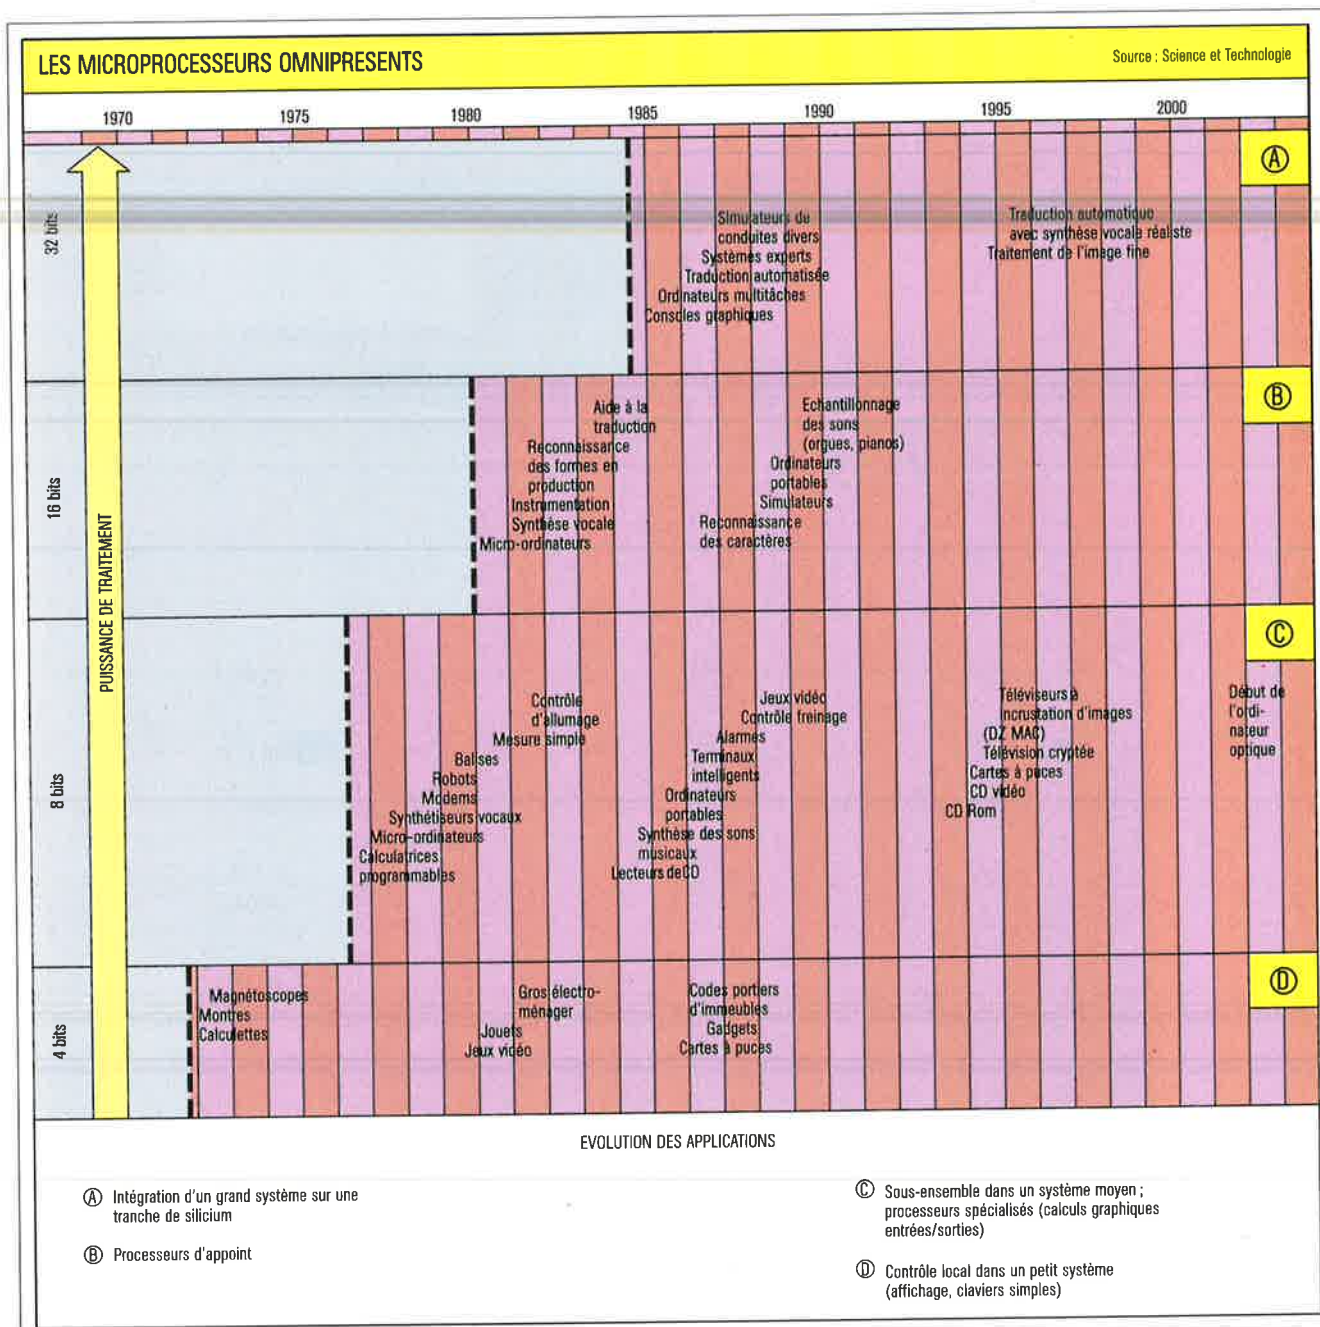 LES MICROPROCESSEURS OMNIPRESENTS
Source : Science et Technologie
1970 1975 1980 1985 1990 1995 2000
PUISSANCE DE TRAITEMENT
32 bits
Simulateurs de
conduites divers
Systèmes experts
Traduction automatisée
Ordinateurs multitâches
Consoles graphiques
Traduction automatique
avec synthèse vocale réaliste
Traitement de l'image fine
A
16 bits
Aide à la
traduction
Reconnaissance
des formes en
production
Instrumentation
Synthèse vocale
Micro-ordinateurs
Echantillonnage
des sons
(orgues, pianos)
Ordinateurs
portables
Simulateurs
Reconnaissance
des caractères
B
8 bits
Contrôle
d'allumage
Mesure simple
Balises
Robots
Modems
Synthétiseurs vocaux
Micro-ordinateurs
Calculatrices
programmables
Jeux vidéo
Contrôle freinage
Alarmes
Terminaux
intelligents
Ordinateurs
portables
Synthèse des sons
musicaux
Lecteurs de CD
Téléviseurs à
incrustation d'images
(DZ MAC)
Télévision cryptée
Cartes à puces
CD vidéo
CD Rom
Début de
l'ordi-
nateur
optique
C
4 bits
Magnétoscopes
Montres
Calculettes
Gros électro-
ménager
Jouets
Jeux vidéo
Codes portiers
d'immeubles
Gadgets
Cartes à puces
D
EVOLUTION DES APPLICATIONS
A Intégration d'un grand système sur une
tranche de silicium
B Processeurs d'appoint
C Sous-ensemble dans un système moyen ;
processeurs spécialisés (calculs graphiques
entrées/sorties)
D Contrôle local dans un petit système
(affichage, claviers simples)